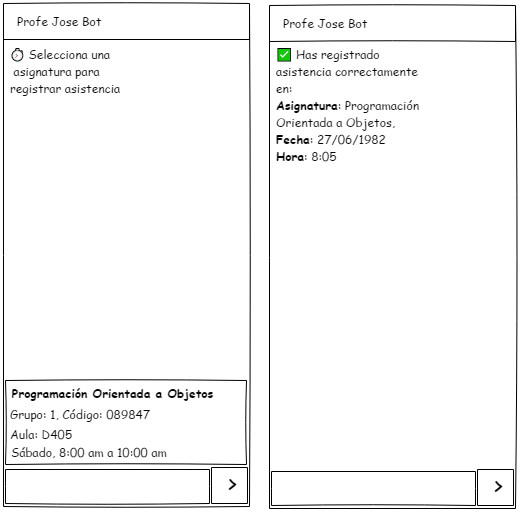 Profe Jose Bot
Selecciona una
asignatura para
registrar asistencia
Programación Orientada a Objetos
Grupo: 1, Código: 089847
Aula: D405
Sábado, 8:00 am a 10:00 am
Profe Jose Bot
Has registrado
asistencia correctamente
en:
Asignatura: Programación
Orientada a Objetos,
Fecha: 27/06/1982
Hora: 8:05